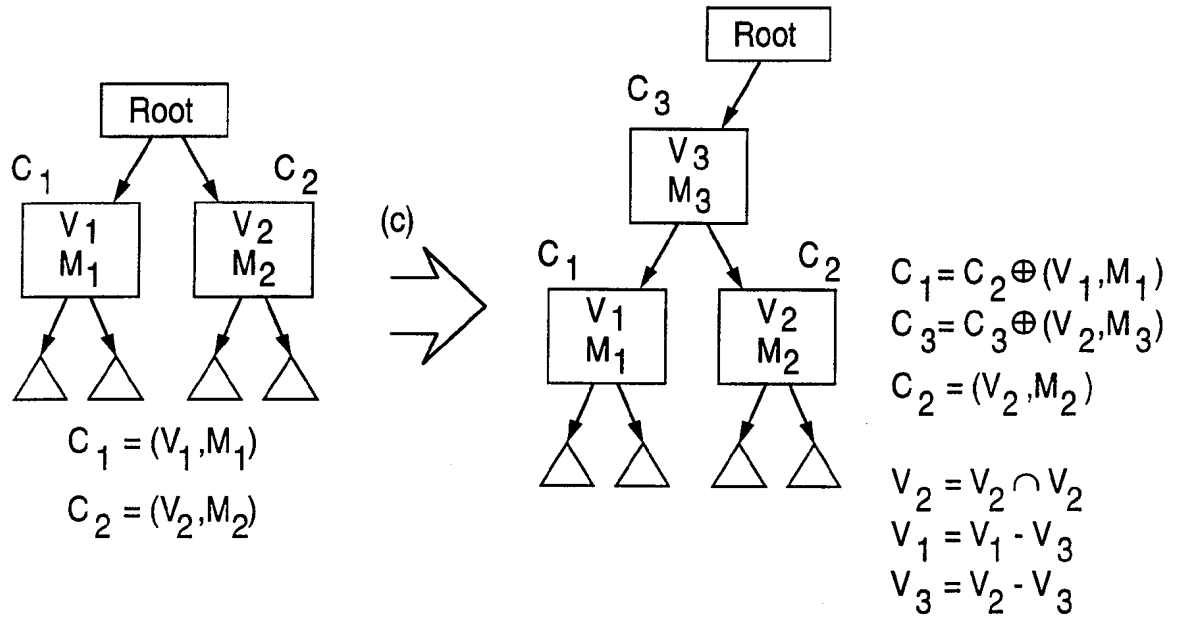 Root
C1 C2
V1
M1
V2
M2
C1 = (V1,M1)
C2 = (V2,M2)
(c)
Root
C3
V3
M3
C1 C2
V1
M1
V2
M2
C1 = C2 ⊕ (V1,M1)
C3 = C3 ⊕ (V2,M3)
C2 = (V2,M2)
V2 = V2 ∩ V2
V1 = V1 - V3
V3 = V2 - V3